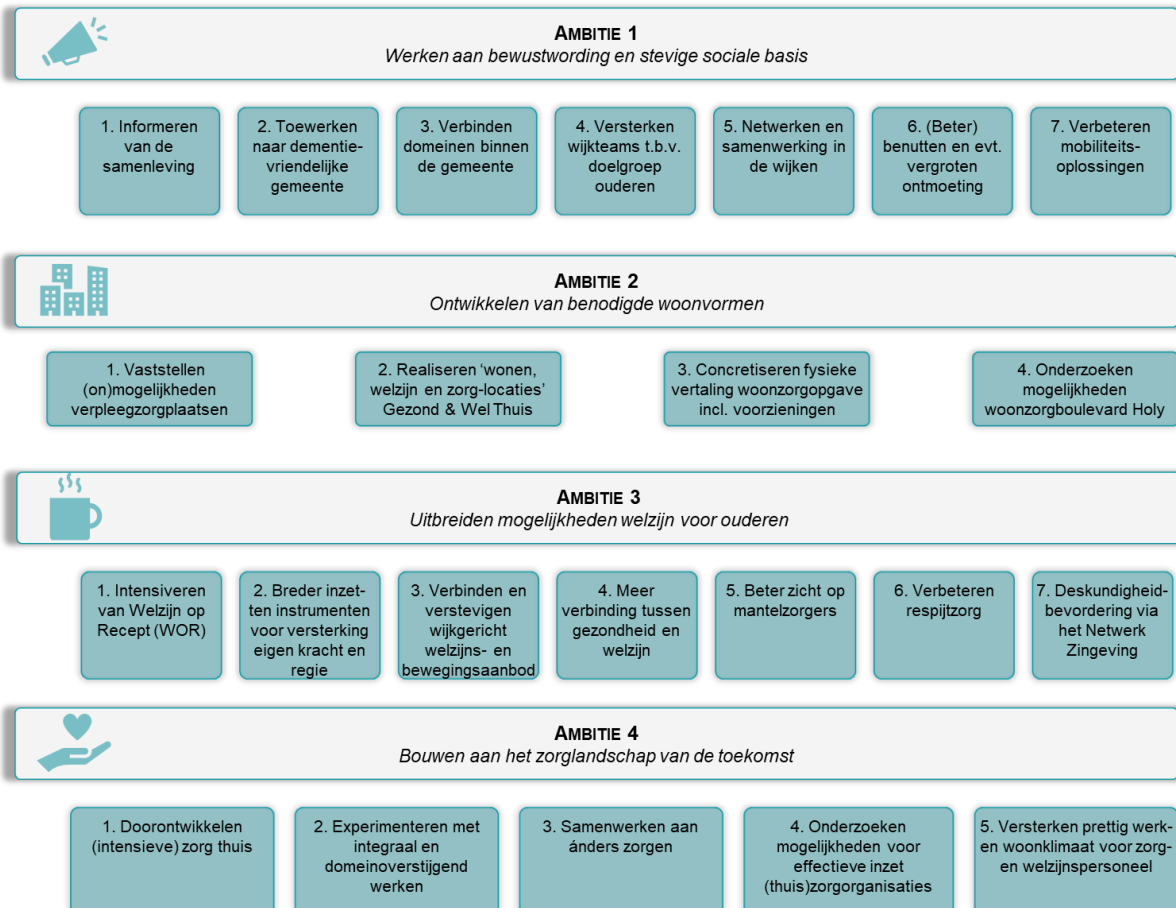 AMBITIE 1
Werken aan bewustwording en stevige sociale basis
1. Informeren
van de
samenleving
2. Toewerken
naar dementie-
vriendelijke
gemeente
3. Verbinden
domeinen binnen
de gemeente
4. Versterken
wijkteams t.b.v.
doelgroep
ouderen
5. Netwerken en
samenwerking in
de wijken
6. (Beter)
benutten en evt.
vergroten
ontmoeting
7. Verbeteren
mobiliteits-
oplossingen
AMBITIE 2
Ontwikkelen van benodigde woonvormen
1. Vaststellen
(on)mogelijkheden
verpleegzorgplaatsen
2. Realiseren ‘wonen,
welzijn en zorg-locaties’
Gezond & Wel Thuis
3. Concretiseren fysieke
vertaling woonzorgopgave
incl. voorzieningen
4. Onderzoeken
mogelijkheden
woonzorgboulevard Holy
AMBITIE 3
Uitbreiden mogelijkheden welzijn voor ouderen
1. Intensiveren
van Welzijn op
Recept (WOR)
2. Breder inzet-
ten instrumenten
voor versterking
eigen kracht en
regie
3. Verbinden en
verstevigen
wijkgericht
welzijns- en
bewegingsaanbod
4. Meer
verbinding tussen
gezondheid en
welzijn
5. Beter zicht op
mantelzorgers
6. Verbeteren
respijtzorg
7. Deskundigheid-
bevordering via
het Netwerk
Zingeving
AMBITIE 4
Bouwen aan het zorglandschap van de toekomst
1. Doorontwikkelen
(intensieve) zorg thuis
2. Experimenteren met
integraal en
domeinoverstijgend
werken
3. Samenwerken aan
ánders zorgen
4. Onderzoeken
mogelijkheden voor
effectieve inzet
(thuis)zorgorganisaties
5. Versterken prettig werk-
en woonklimaat voor zorg-
en welzijnspersoneel